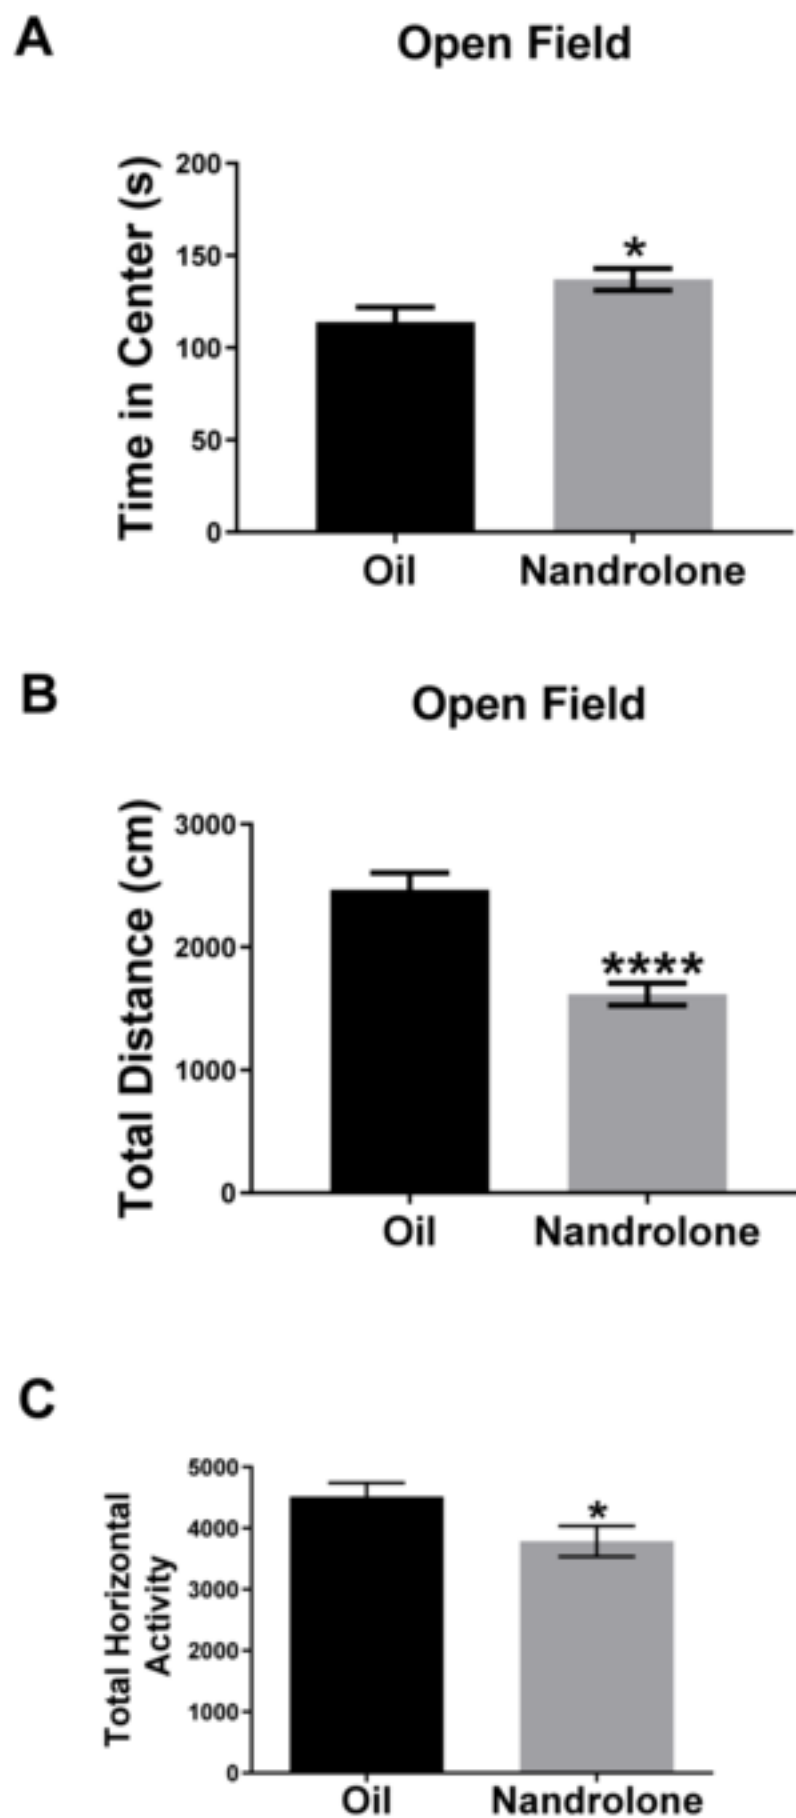 A
Open Field
Time in Center (s)
200
150
100
50
0
*
Oil
Nandrolone
B
Open Field
Total Distance (cm)
3000
2000
1000
0
****
Oil
Nandrolone
C
Total Horizontal
Activity
5000
4000
3000
2000
1000
0
*
Oil
Nandrolone